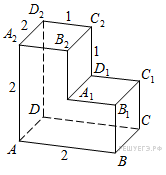 D₂
2 1 C₂
A₂ B₂
1
2 D₁ C₁
A₁
D B₁
C
A 2 B